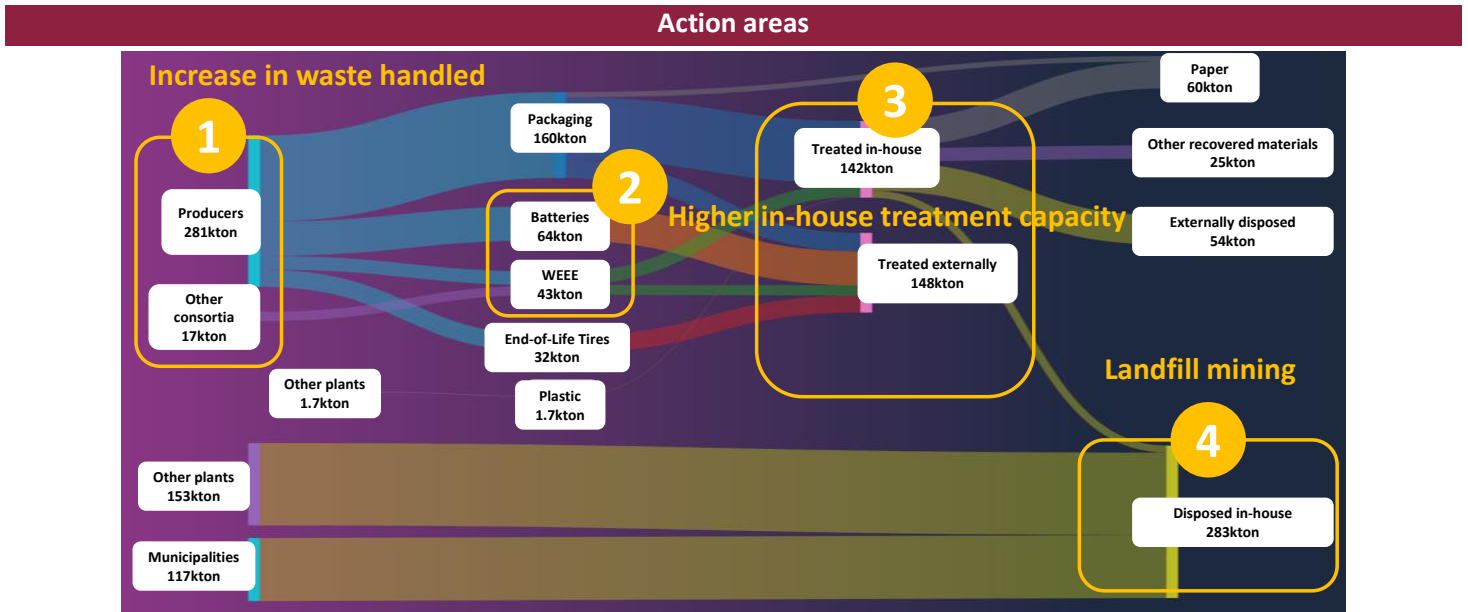 Action areas
Increase in waste handled
1
Producers
281kton
Other
consortia
17kton
Packaging
160kton
2
Batteries
64kton
WEEE
43kton
End-of-Life Tires
32kton
Other plants
1.7kton
Plastic
1.7kton
3
Treated in-house
142kton
Higher in-house treatment capacity
Treated externally
148kton
Paper
60kton
Other recovered materials
25kton
Externally disposed
54kton
Landfill mining
4
Other plants
153kton
Municipalities
117kton
Disposed in-house
283kton